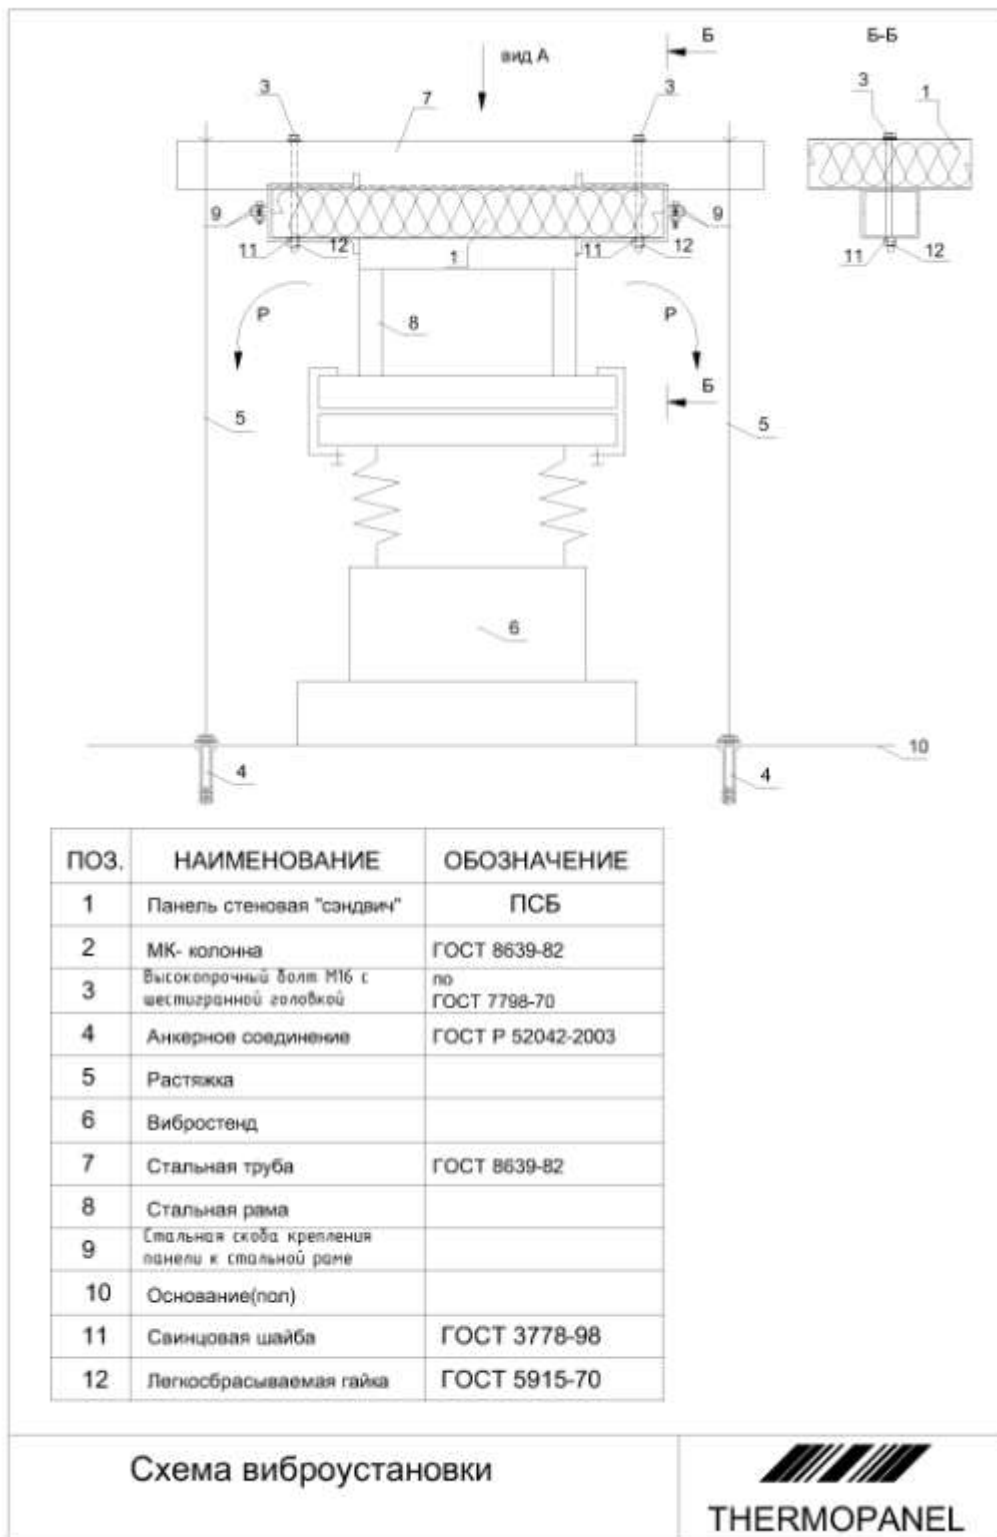 Б
Б-Б
вид А
3
7
3
3
1
9
11
12
1
11
12
9
11
12
Р
8
Р
Б
5
5
6
10
4
4
ПОЗ. НАИМЕНОВАНИЕ ОБОЗНАЧЕНИЕ
1 Панель стеновая "сэндвич" ПСБ
2 МК- колонна ГОСТ 8639-82
3 Высокопрочный болт М16 с по
шестигранной головкой ГОСТ 7798-70
4 Анкерное соединение ГОСТ Р 52042-2003
5 Растяжка
6 Вибростенд
7 Стальная труба ГОСТ 8639-82
8 Стальная рама
9 Стальная скоба крепления
панели к стальной раме
10 Основание(пол)
11 Свинцовая шайба ГОСТ 3778-98
12 Легкосбрасываемая гайка ГОСТ 5915-70
Схема виброустановки
THERMOPANEL